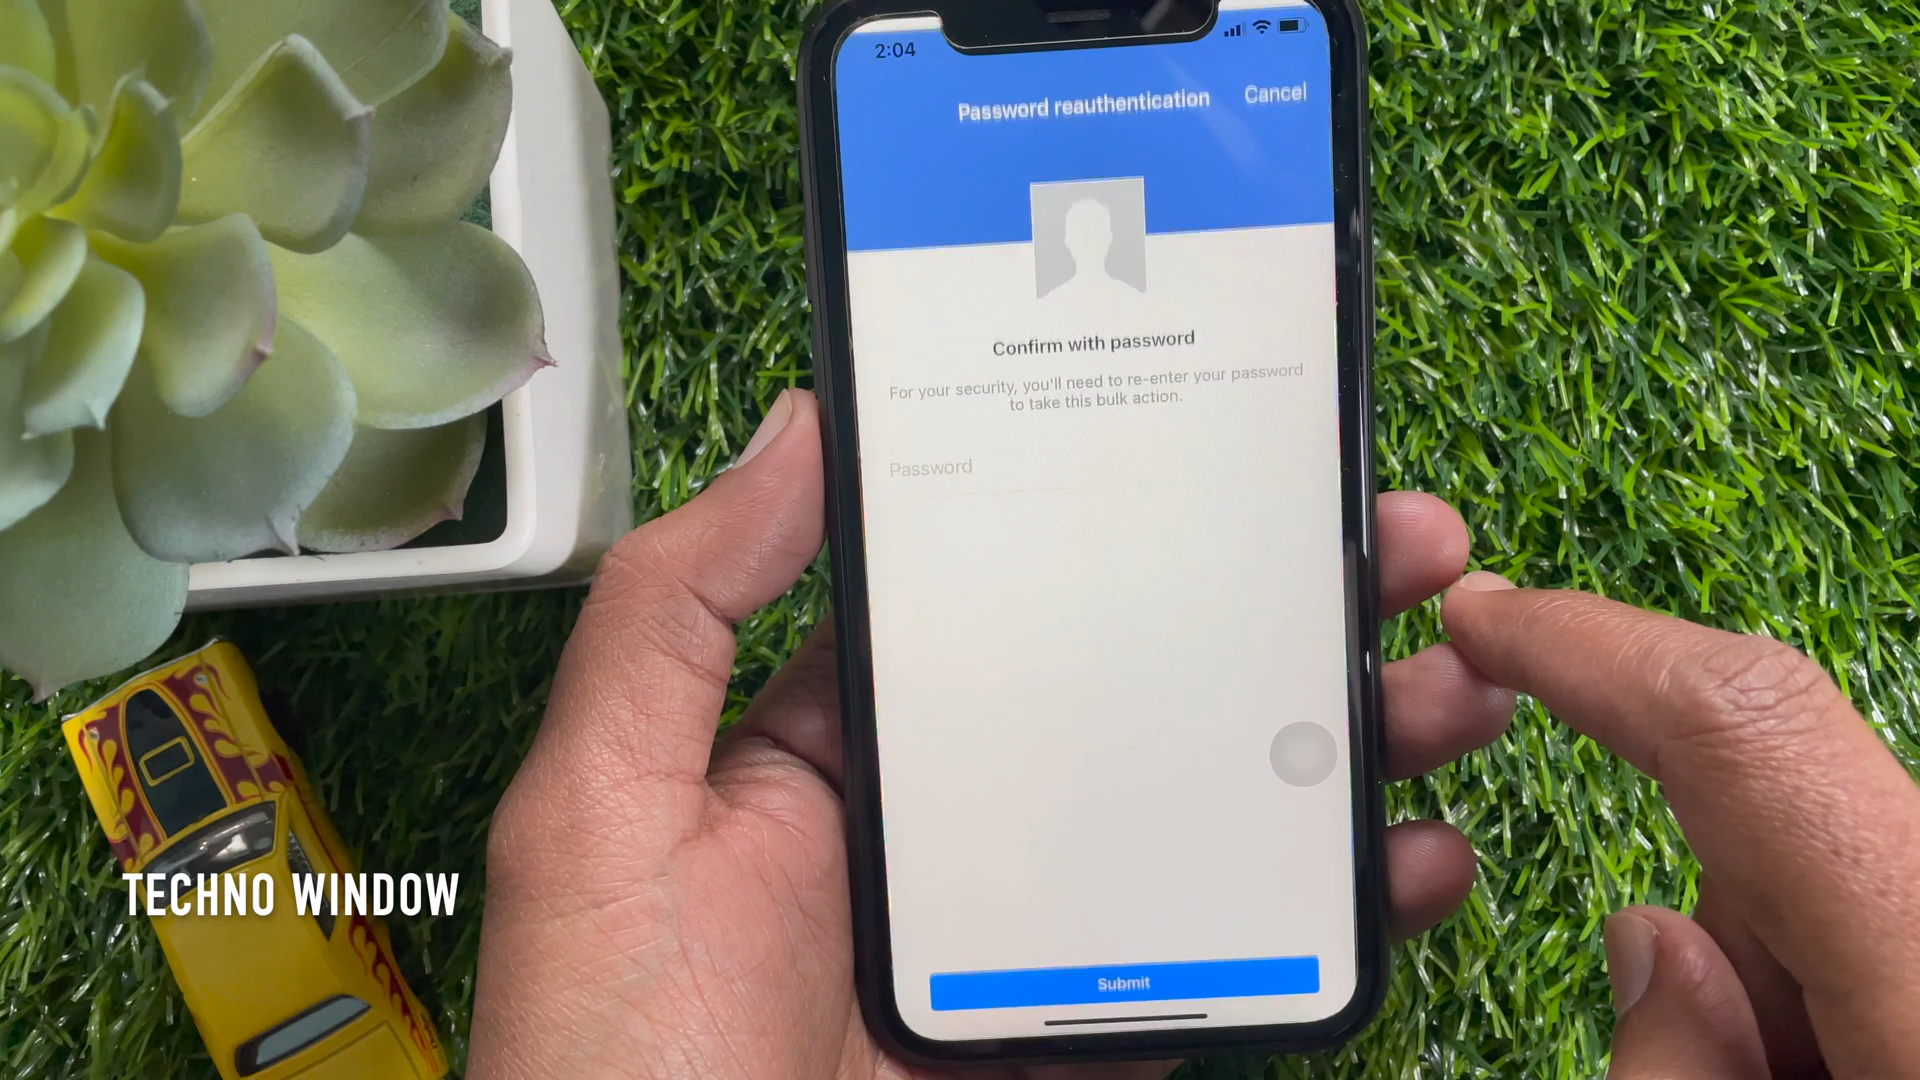 2:04
Password reauthentication
Cancel
Confirm with password
For your security, you'll need to re-enter your password
to take this bulk action.
Password
Submit
TECHNO WINDOW